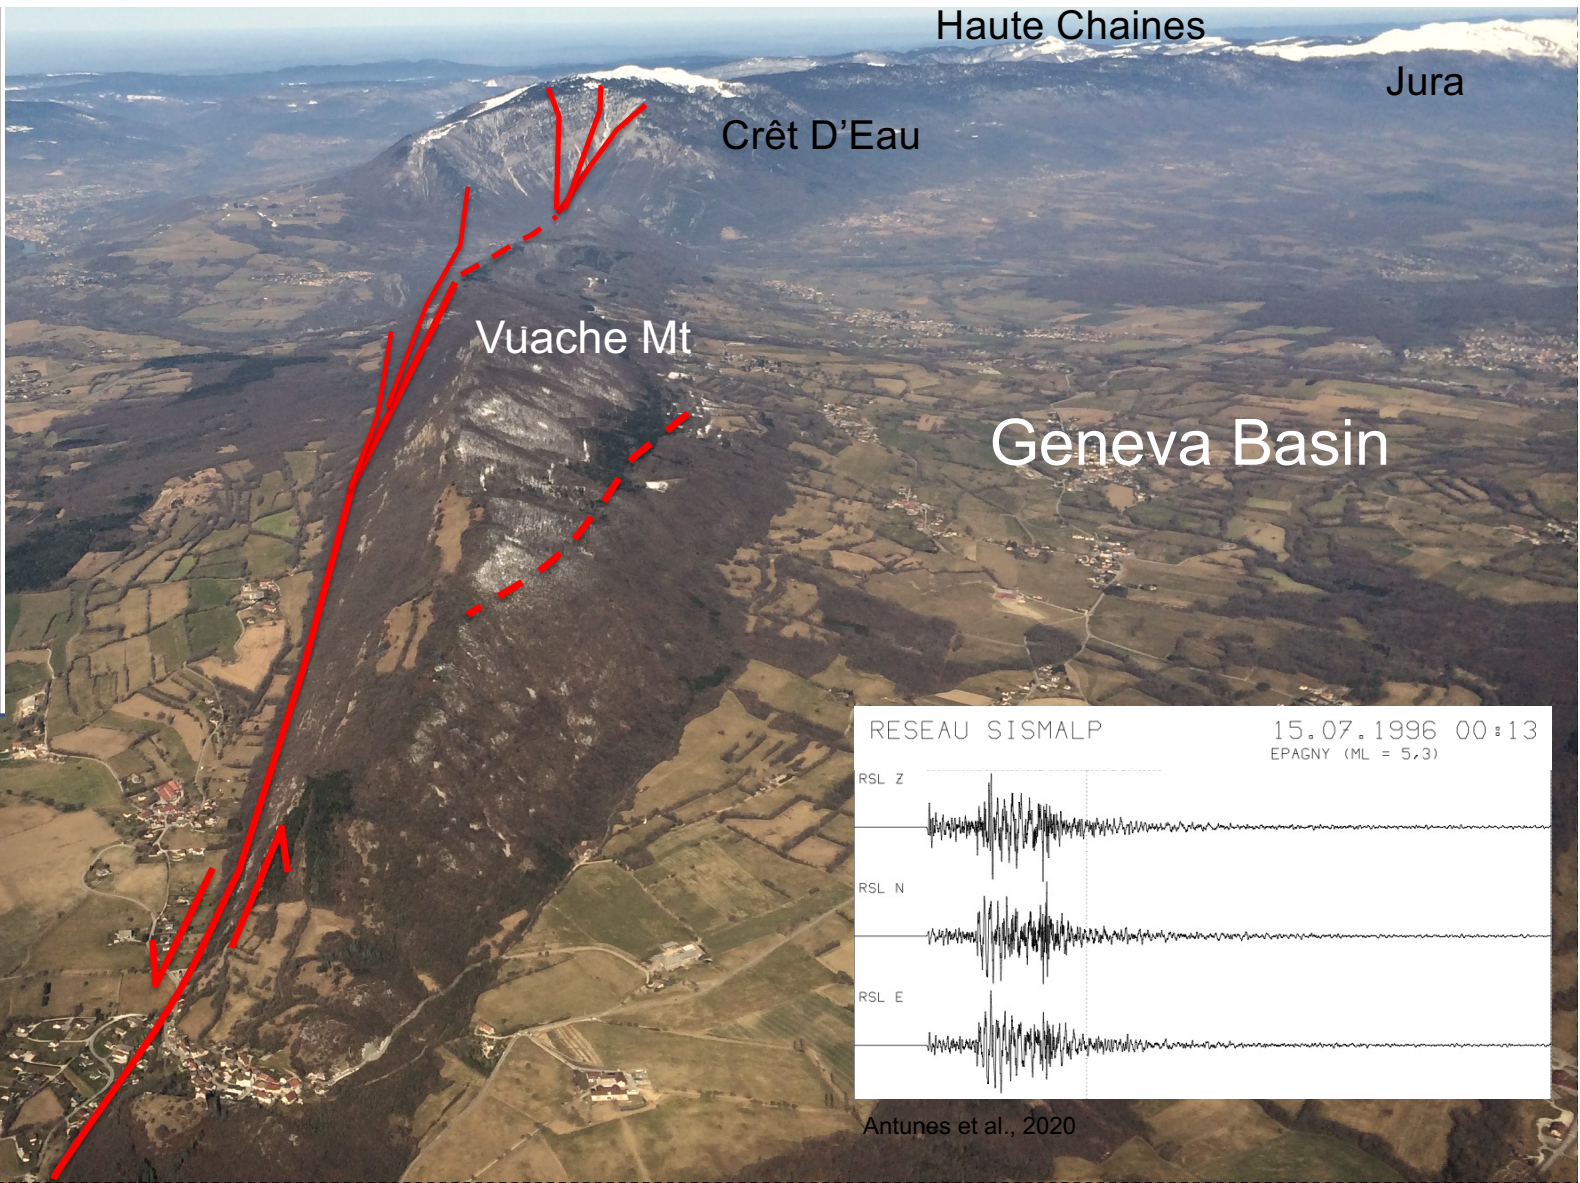 Haute Chaines
Jura
Crêt D'Eau
Vuache Mt
Geneva Basin
RESEAU SISMALP
15.07.1996 00:13
EPAGNY (ML = 5,3)
RSL Z
RSL N
RSL E
Antunes et al., 2020